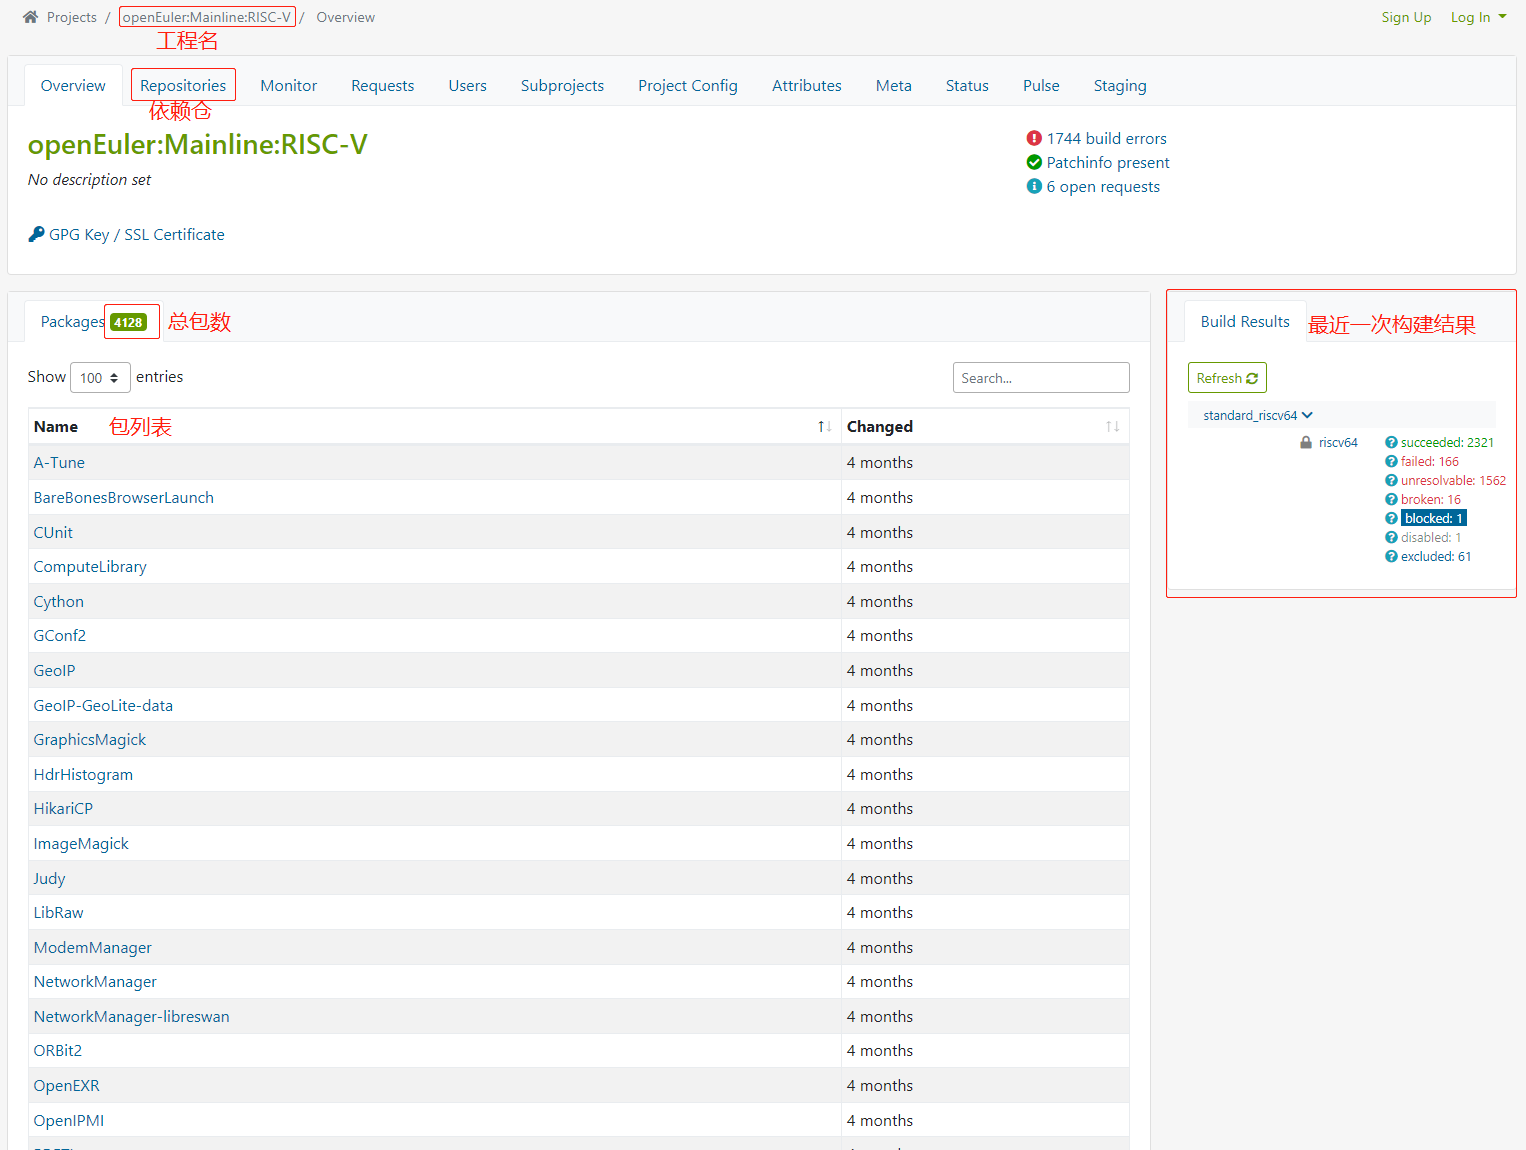 Projects / openEuler:Mainline:RISC-V / Overview
Sign Up Log In
工程名
Overview Repositories Monitor Requests Users Subprojects Project Config Attributes Meta Status Pulse Staging
依赖仓
openEuler:Mainline:RISC-V
No description set
GPG Key / SSL Certificate
1744 build errors
Patchinfo present
6 open requests
Packages 4128 总包数
Show 100 entries
Search...
Name 包列表 Changed
A-Tune 4 months
BareBonesBrowserLaunch 4 months
CUnit 4 months
ComputeLibrary 4 months
Cython 4 months
GConf2 4 months
GeoIP 4 months
GeoIP-GeoLite-data 4 months
GraphicsMagick 4 months
HdrHistogram 4 months
HikariCP 4 months
ImageMagick 4 months
Judy 4 months
LibRaw 4 months
ModemManager 4 months
NetworkManager 4 months
NetworkManager-libreswan 4 months
ORBit2 4 months
OpenEXR 4 months
OpenIPMI 4 months
Build Results 最近一次构建结果
Refresh
standard_riscv64
riscv64 succeeded: 2321
failed: 166
unresolvable: 1562
broken: 16
blocked: 1
disabled: 1
excluded: 61